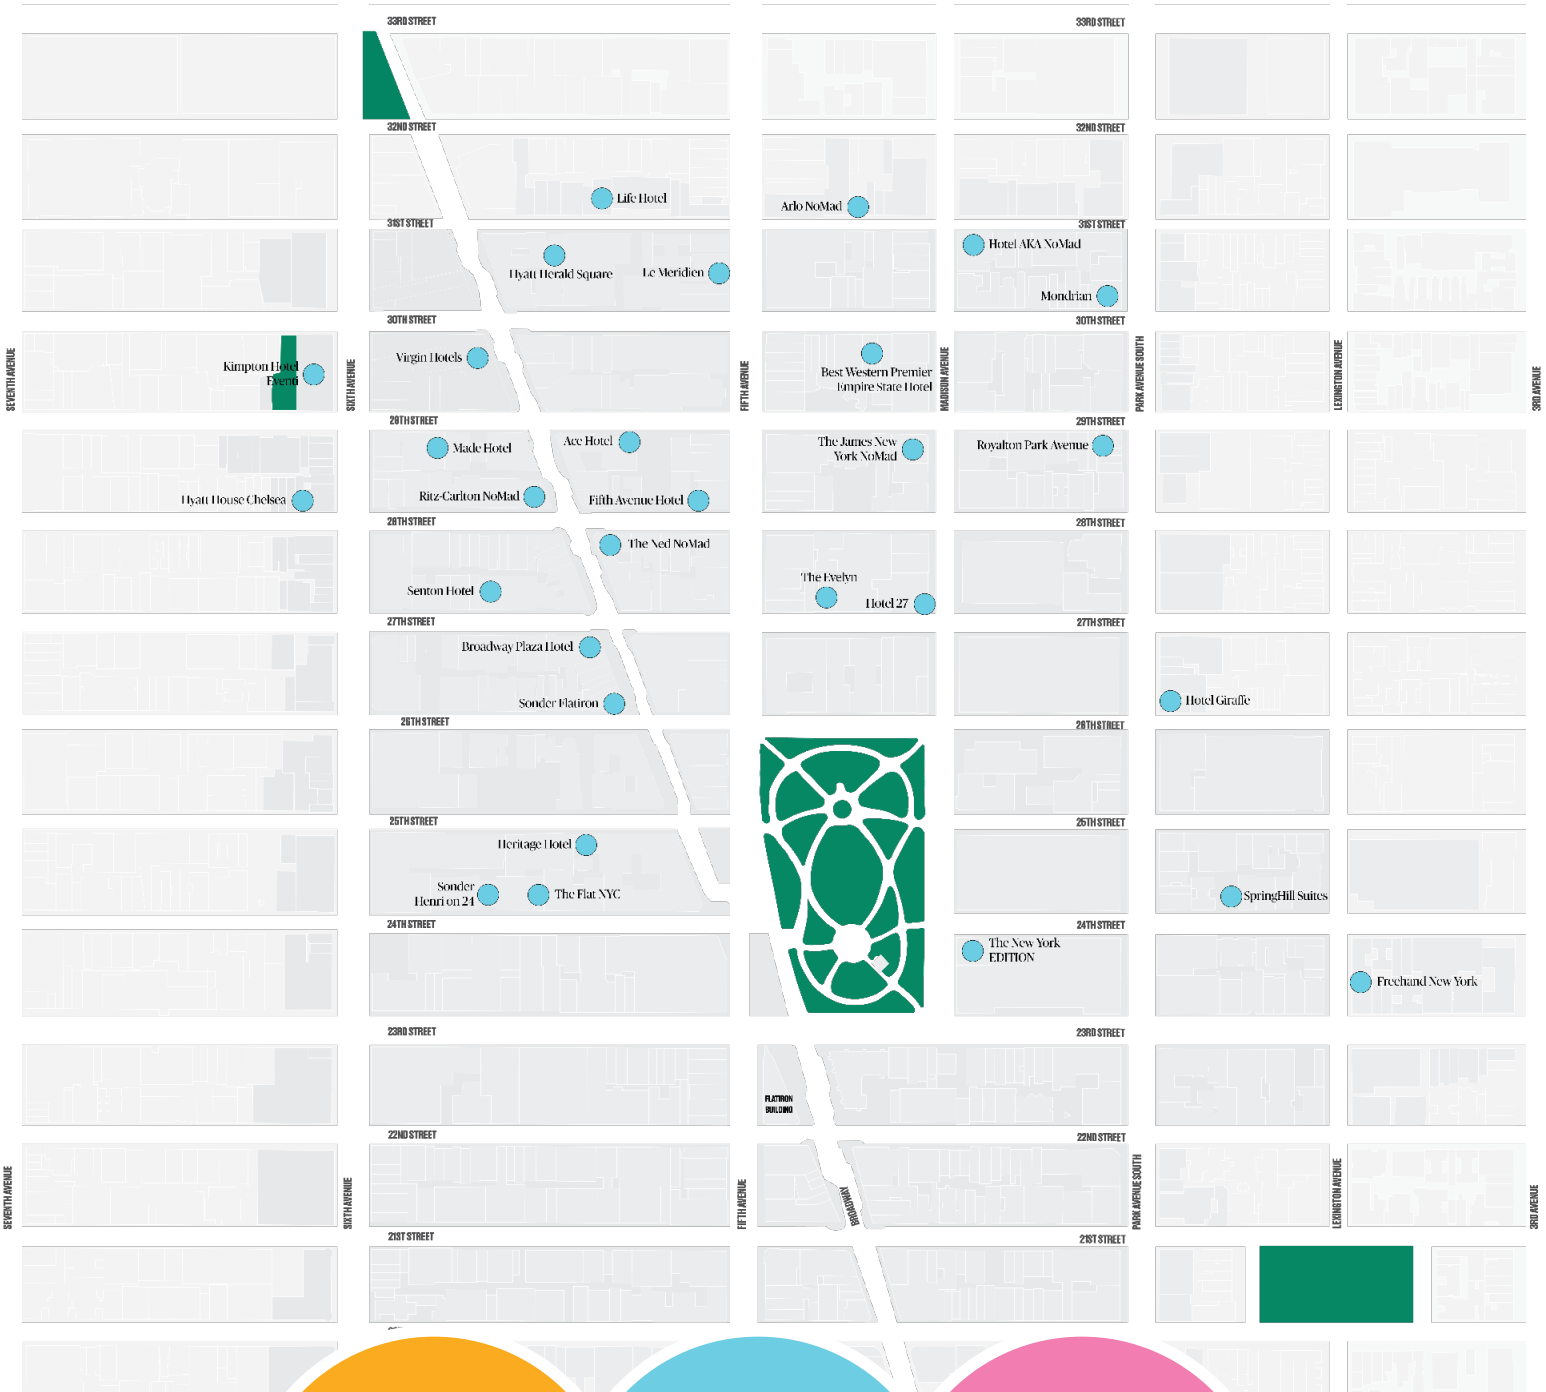 33RD STREET
33RD STREET
32ND STREET
32ND STREET
Life Hotel
Arlo NoMad
31ST STREET
31ST STREET
Hotel AKA NoMad
Hyatt Herald Square
Le Meridien
Mondrian
30TH STREET
30TH STREET
SEVENTH AVENUE
Kimpton Hotel
Eventi
SIXTH AVENUE
Virgin Hotels
FIFTH AVENUE
Best Western Premier
Empire State Hotel
MADISON AVENUE
PARK AVENUE SOUTH
LEXINGTON AVENUE
3RD AVENUE
29TH STREET
29TH STREET
Made Hotel
Ace Hotel
The James New
York NoMad
Royalton Park Avenue
Hyatt House Chelsea
Ritz-Carlton NoMad
Fifth Avenue Hotel
28TH STREET
28TH STREET
The Ned NoMad
Senton Hotel
The Evelyn
Hotel 27
27TH STREET
27TH STREET
Broadway Plaza Hotel
Sonder Flatiron
Hotel Giraffe
26TH STREET
26TH STREET
25TH STREET
25TH STREET
Heritage Hotel
Sonder
Henri on 24
The Flat NYC
SpringHill Suites
24TH STREET
24TH STREET
The New York
EDITION
Freehand New York
23RD STREET
23RD STREET
FLATIRON
BUILDING
22ND STREET
22ND STREET
SEVENTH AVENUE
SIXTH AVENUE
FIFTH AVENUE
BROADWAY
PARK AVENUE SOUTH
LEXINGTON AVENUE
3RD AVENUE
21ST STREET
21ST STREET